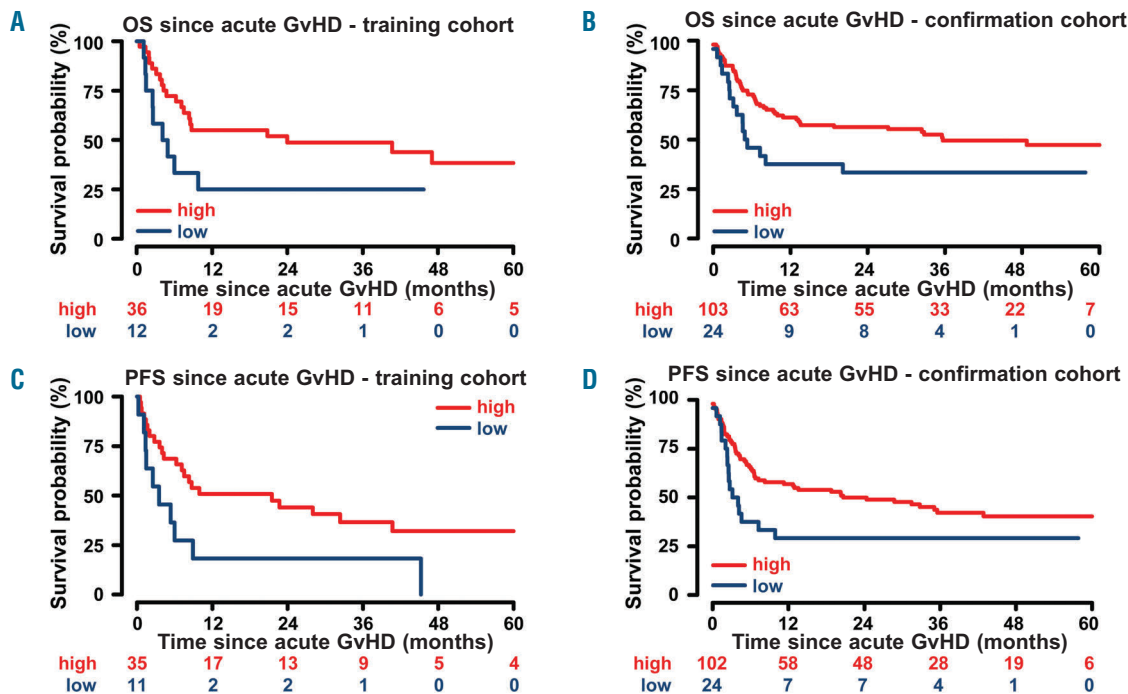 A
OS since acute GvHD - training cohort
Survival probability (%)
100
75
50
25
0
high
low
0 12 24 36 48 60
Time since acute GvHD (months)
high 36 19 15 11 6 5
low 12 2 2 1 0 0
B
OS since acute GvHD - confirmation cohort
Survival probability (%)
100
75
50
25
0
high
low
0 12 24 36 48 60
Time since acute GvHD (months)
high 103 63 55 33 22 7
low 24 9 8 4 1 0
C
PFS since acute GvHD - training cohort
Survival probability (%)
100
75
50
25
0
high
low
0 12 24 36 48 60
Time since acute GvHD (months)
high 35 17 13 9 5 4
low 11 2 2 1 0 0
D
PFS since acute GvHD - confirmation cohort
Survival probability (%)
100
75
50
25
0
high
low
0 12 24 36 48 60
Time since acute GvHD (months)
high 102 58 48 28 19 6
low 24 7 7 4 1 0